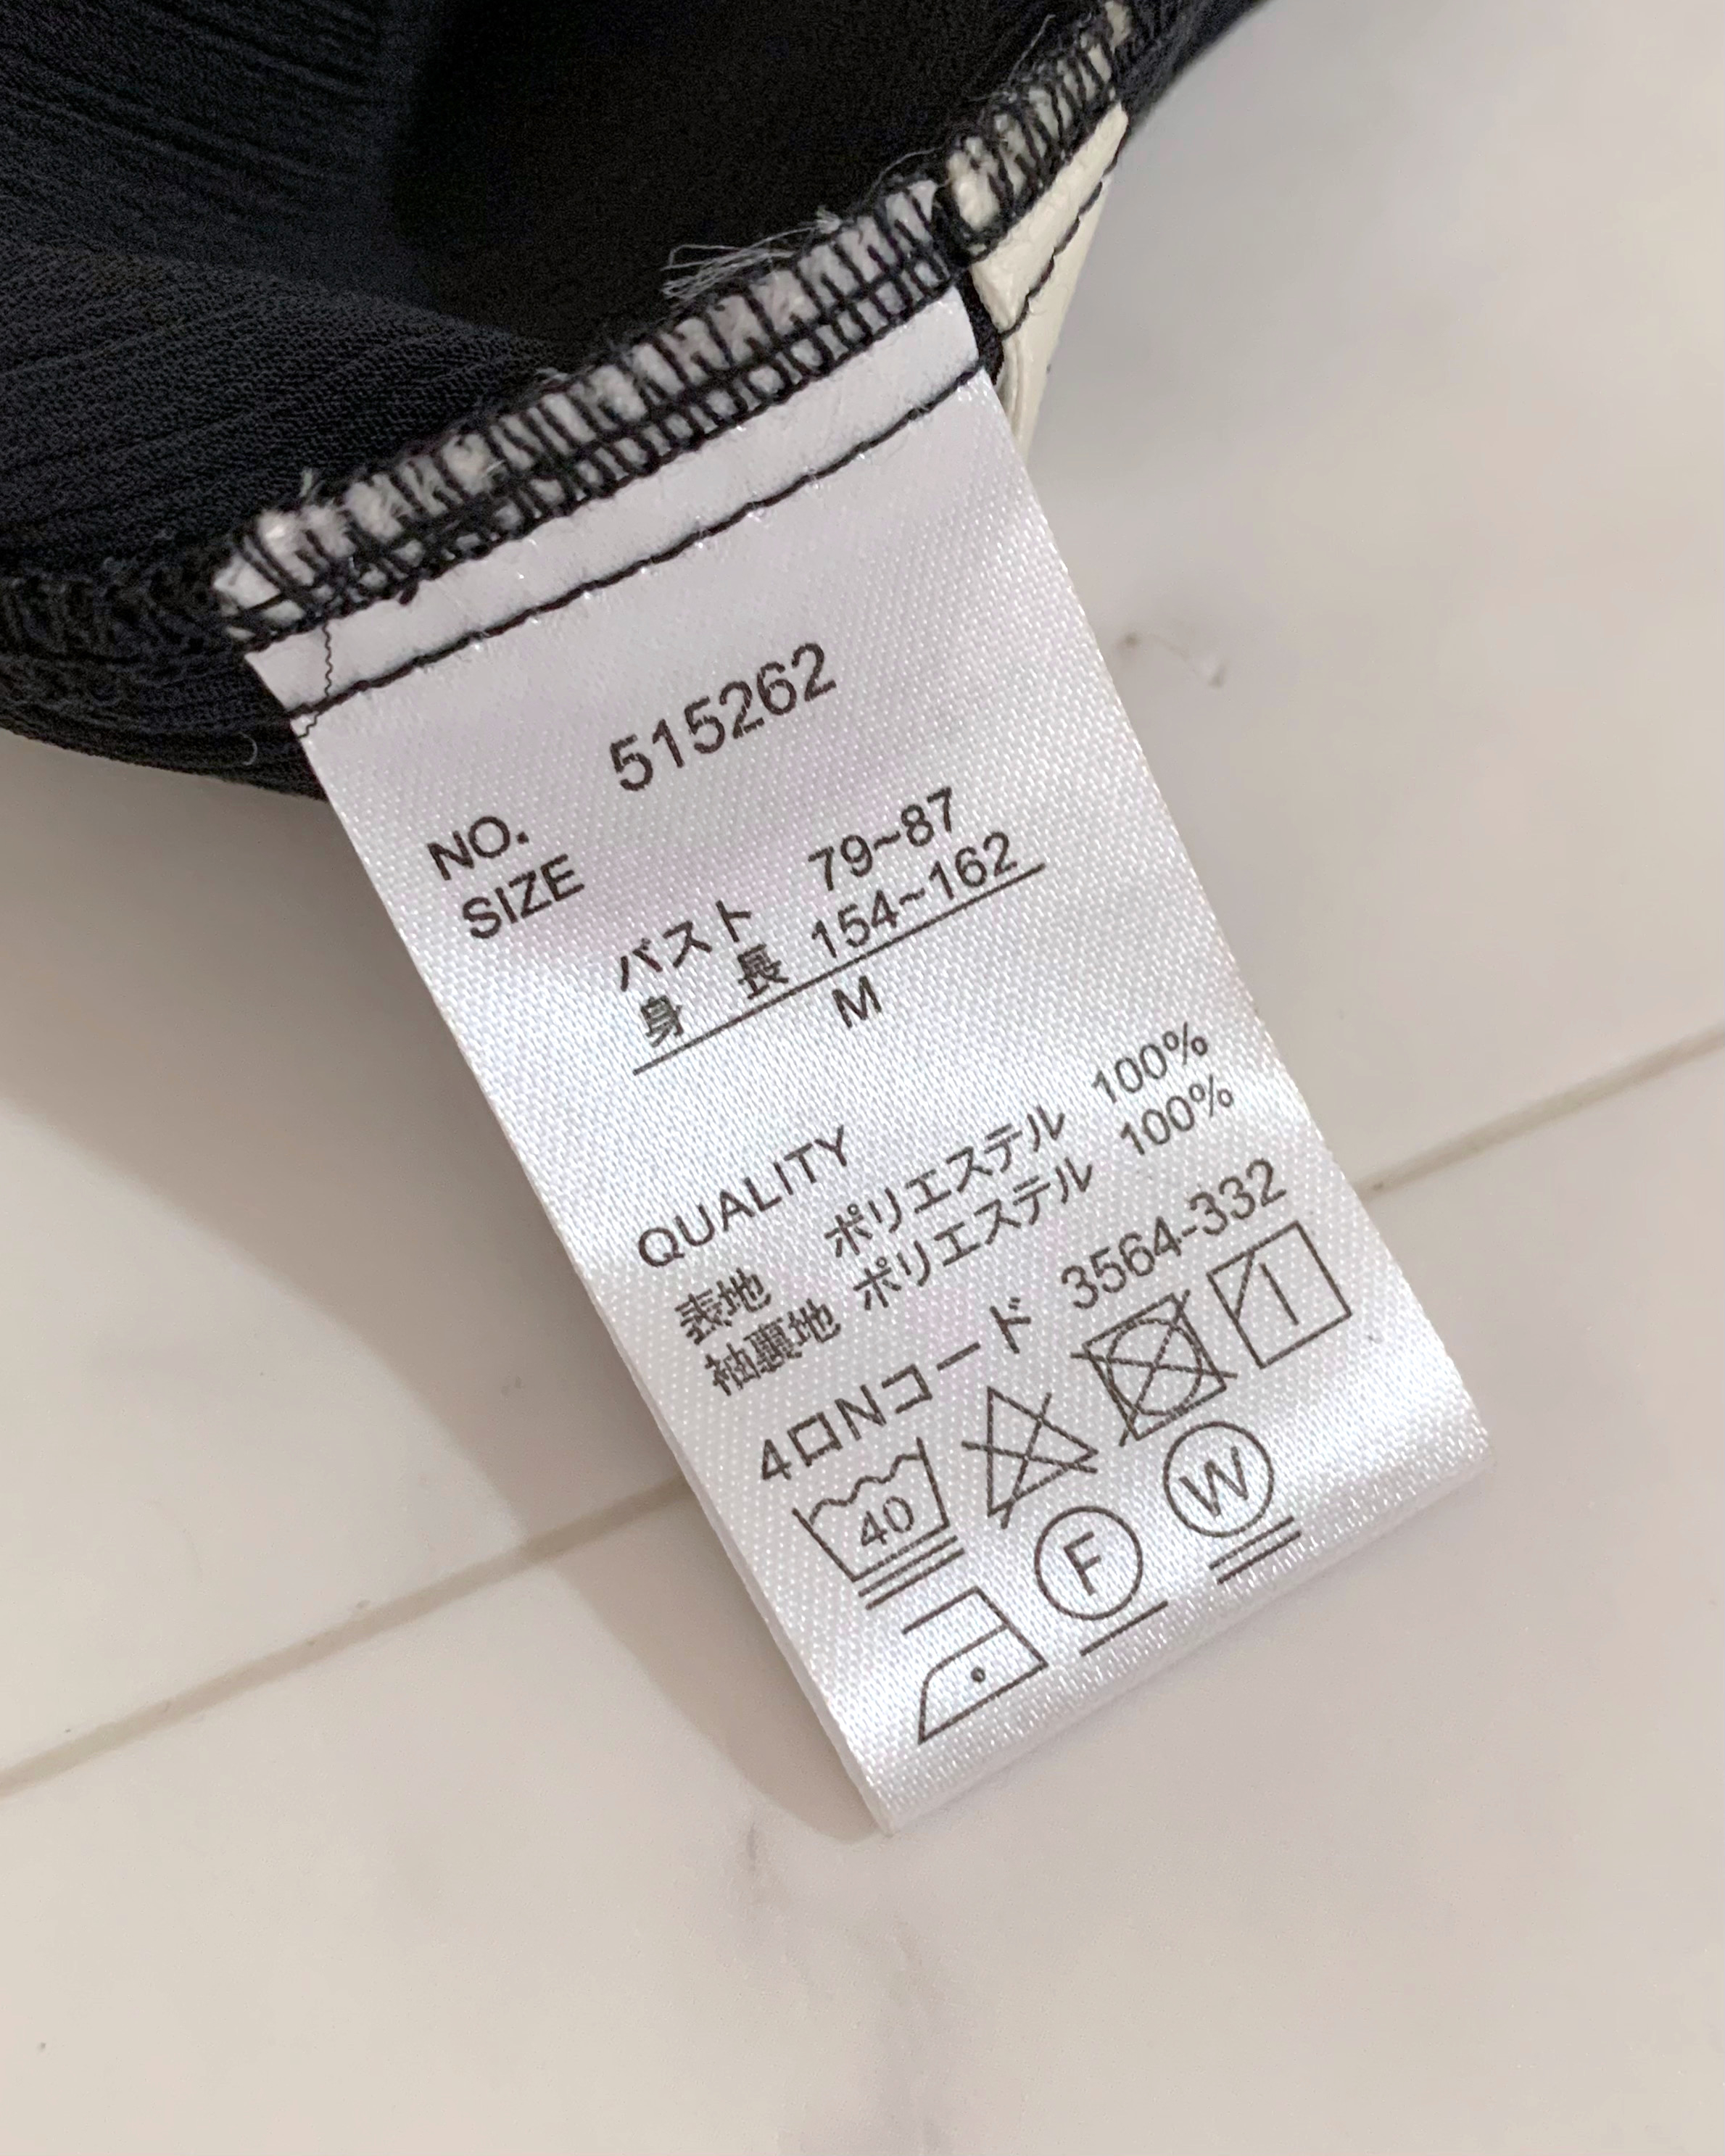 NO. 515262
SIZE
バスト 79~87
身 長 154~162
M
QUALITY
表地 ポリエステル 100%
袖裏地 ポリエステル 100%
4ロNコード 3564-332
40
F
W